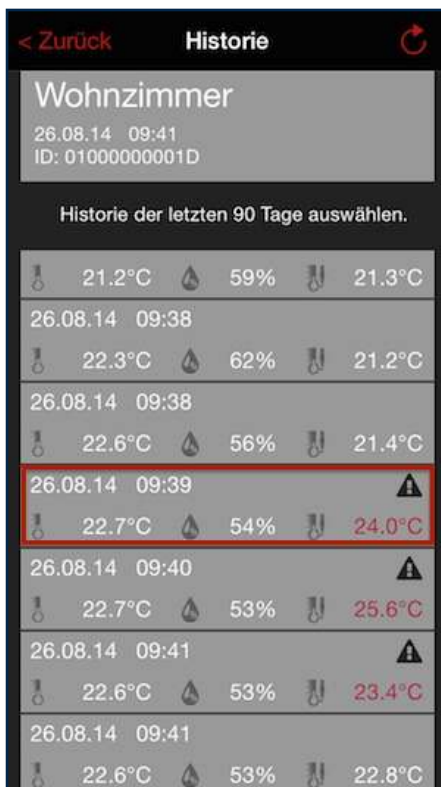 < Zurück Historie
Wohnzimmer
26.08.14 09:41
ID: 01000000001D
Historie der letzten 90 Tage auswählen.
21.2°C 59% 21.3°C
26.08.14 09:38
22.3°C 62% 21.2°C
26.08.14 09:38
22.6°C 56% 21.4°C
26.08.14 09:39
22.7°C 54% 24.0°C
26.08.14 09:40
22.7°C 53% 25.6°C
26.08.14 09:41
22.6°C 53% 23.4°C
26.08.14 09:41
22.6°C 53% 22.8°C